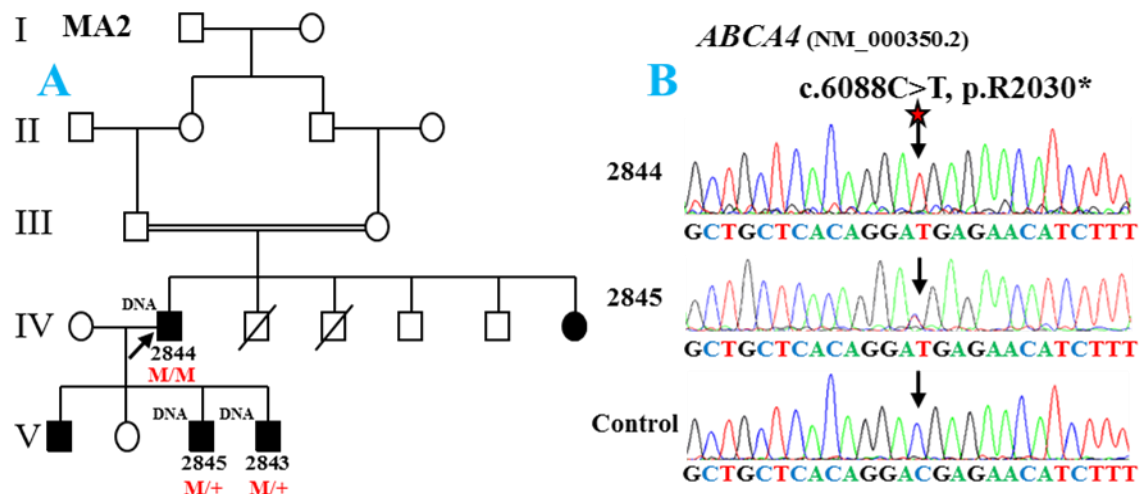 I MA2
A
II
III
DNA
IV
2844
M/M
DNA DNA
V
2845 2843
M/+ M/+
ABCA4 (NM_000350.2)
B
c.6088C>T, p.R2030*
2844
GCTGCTCACAGGATGAGAACATCTTT
2845
GCTGCTCACAGGATGAGAACATCTTT
Control
GCTGCTCACAGGACGAGAACATCTTT